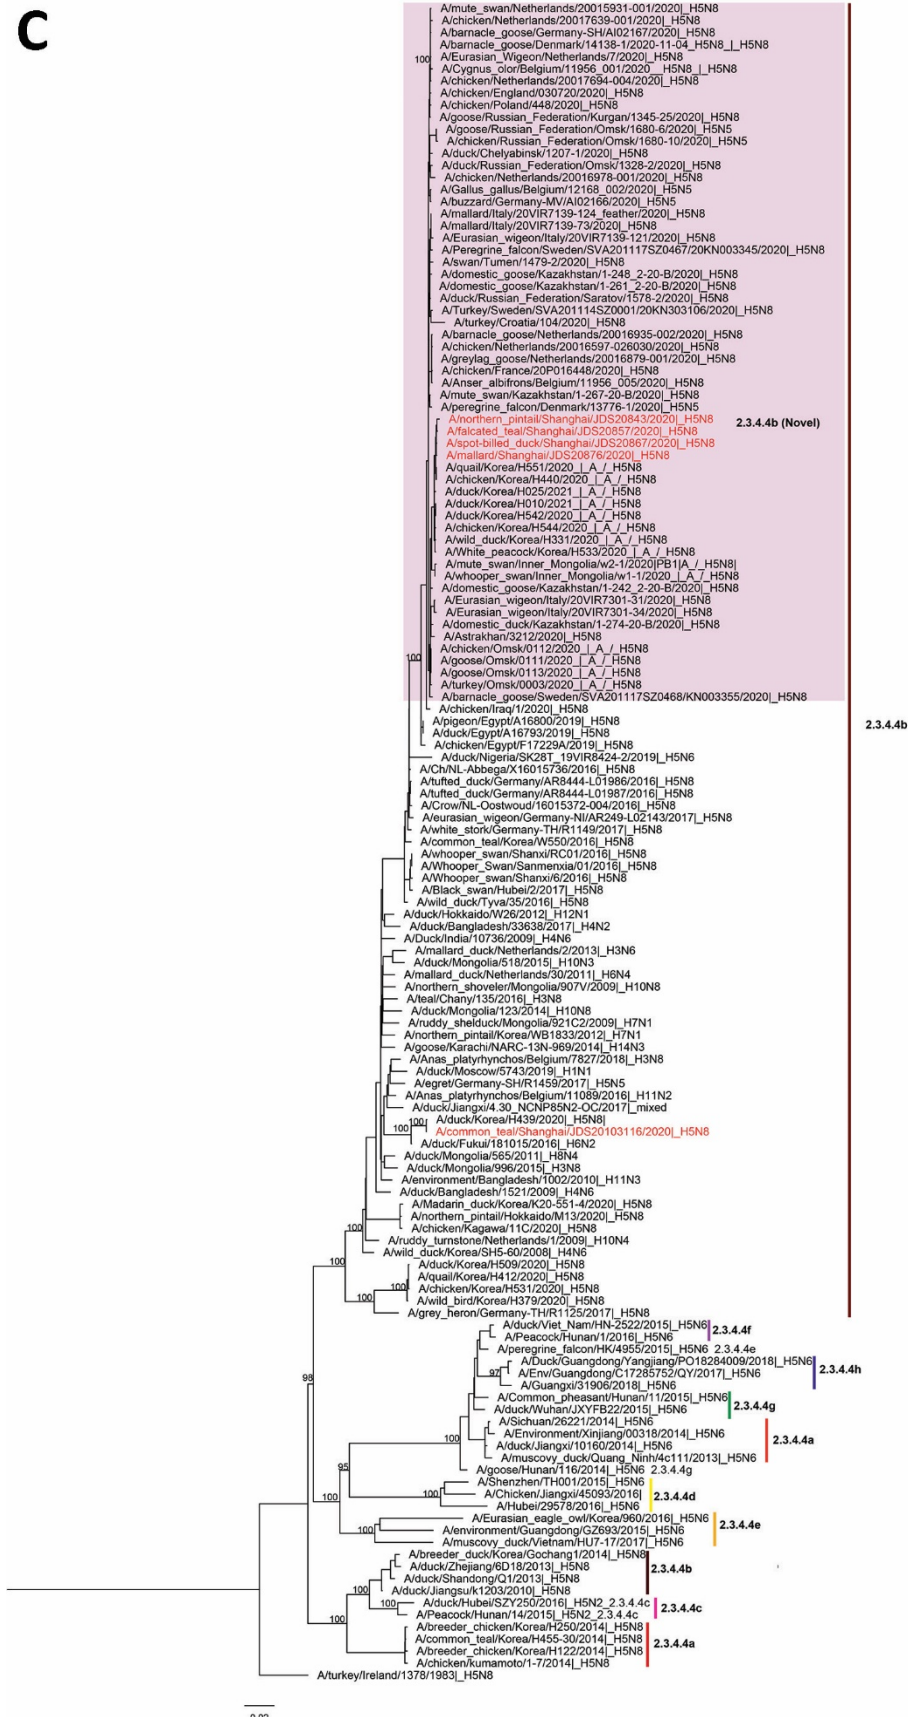 C
A/mute_swan/Netherlands/20015931-001/2020|_H5N8
A/chicken/Netherlands/20017639-001/2020|_H5N8
A/barnacle_goose/Germany-SH/AI02167/2020|_H5N8
A/barnacle_goose/Denmark/14138-1/2020-11-04_H5N8_|_H5N8
A/Eurasian_Wigeon/Netherlands/7/2020|_H5N8
100
A/Cygnus_olor/Belgium/11956_001/2020__H5N8_|_H5N8
A/chicken/Netherlands/20017694-004/2020|_H5N8
A/chicken/England/030720/2020|_H5N8
A/chicken/Poland/448/2020|_H5N8
A/goose/Russian_Federation/Kurgan/1345-25/2020|_H5N8
A/goose/Russian_Federation/Omsk/1680-6/2020|_H5N5
A/chicken/Russian_Federation/Omsk/1680-10/2020|_H5N5
A/duck/Chelyabinsk/1207-1/2020|_H5N8
A/duck/Russian_Federation/Omsk/1328-2/2020|_H5N8
A/chicken/Netherlands/20016978-001/2020|_H5N8
A/Gallus_gallus/Belgium/12168_002/2020|_H5N5
A/buzzard/Germany-MV/AI02166/2020|_H5N5
A/mallard/Italy/20VIR7139-124_feather/2020|_H5N8
A/mallard/Italy/20VIR7139-73/2020|_H5N8
A/Eurasian_wigeon/Italy/20VIR7139-121/2020|_H5N8
A/Peregrine_falcon/Sweden/SVA201117SZ0467/20KN003345/2020|_H5N8
A/swan/Tumen/1479-2/2020|_H5N8
A/domestic_goose/Kazakhstan/1-248_2-20-B/2020|_H5N8
A/domestic_goose/Kazakhstan/1-261_2-20-B/2020|_H5N8
A/duck/Russian_Federation/Saratov/1578-2/2020|_H5N8
A/Turkey/Sweden/SVA201114SZ0001/20KN303106/2020|_H5N8
A/turkey/Croatia/104/2020|_H5N8
A/barnacle_goose/Netherlands/20016935-002/2020|_H5N8
A/chicken/Netherlands/20016597-026030/2020|_H5N8
A/greylag_goose/Netherlands/20016879-001/2020|_H5N8
A/chicken/France/20P016448/2020|_H5N8
A/Anser_albifrons/Belgium/11956_005/2020|_H5N8
A/mute_swan/Kazakhstan/1-267-20-B/2020|_H5N8
A/peregrine_falcon/Denmark/13776-1/2020|_H5N5
A/northern_pintail/Shanghai/JDS20843/2020|_H5N8 2.3.4.4b (Novel)
A/falcated_teal/Shanghai/JDS20857/2020|_H5N8
A/spot-billed_duck/Shanghai/JDS20867/2020|_H5N8
A/mallard/Shanghai/JDS20876/2020|_H5N8
A/quail/Korea/H551/2020_|_A_/_H5N8
A/chicken/Korea/H440/2020_|_A_/_H5N8
A/duck/Korea/H025/2021_|_A_/_H5N8
A/duck/Korea/H010/2021_|_A_/_H5N8
A/duck/Korea/H542/2020_|_A_/_H5N8
A/chicken/Korea/H544/2020_|_A_/_H5N8
A/wild_duck/Korea/H331/2020_|_A_/_H5N8
A/White_peacock/Korea/H533/2020_|_A_/_H5N8
A/mute_swan/Inner_Mongolia/w2-1/2020|PB1|A_/_H5N8|
A/whooper_swan/Inner_Mongolia/w1-1/2020_|_A_/_H5N8
A/domestic_goose/Kazakhstan/1-242_2-20-B/2020|_H5N8
A/Eurasian_wigeon/Italy/20VIR7301-31/2020|_H5N8
A/Eurasian_wigeon/Italy/20VIR7301-34/2020|_H5N8
A/domestic_duck/Kazakhstan/1-274-20-B/2020|_H5N8
A/Astrakhan/3212/2020|_H5N8
A/chicken/Omsk/0112/2020_|_A_/_H5N8
100
A/goose/Omsk/0111/2020_|_A_/_H5N8
A/goose/Omsk/0113/2020_|_A_/_H5N8
A/turkey/Omsk/0003/2020_|_A_/_H5N8
A/barnacle_goose/Sweden/SVA201117SZ0468/KN003355/2020|_H5N8
A/chicken/Iraq/1/2020|_H5N8
A/pigeon/Egypt/A16800/2019|_H5N8
2.3.4.4b
A/duck/Egypt/A16793/2019|_H5N8
A/chicken/Egypt/F17229A/2019|_H5N8
A/duck/Nigeria/SK28T_19VIR8424-2/2019|_H5N6
A/Ch/NL-Abbega/X16015736/2016|_H5N8
A/tufted_duck/Germany/AR8444-L01986/2016|_H5N8
A/tufted_duck/Germany/AR8444-L01987/2016|_H5N8
A/Crow/NL-Oostwoud/16015372-004/2016|_H5N8
A/eurasian_wigeon/Germany-NI/AR249-L02143/2017|_H5N8
A/white_stork/Germany-TH/R1149/2017|_H5N8
A/common_teal/Korea/W550/2016|_H5N8
A/whooper_swan/Shanxi/RC01/2016|_H5N8
A/Whooper_Swan/Sanmenxia/01/2016|_H5N8
A/Whooper_swan/Shanxi/6/2016|_H5N8
A/Black_swan/Hubei/2/2017|_H5N8
A/wild_duck/Tyva/35/2016|_H5N8
A/duck/Hokkaido/W26/2012|_H12N1
A/duck/Bangladesh/33638/2017|_H4N2
A/Duck/India/10736/2009|_H4N6
A/mallard_duck/Netherlands/2/2013|_H3N6
A/duck/Mongolia/518/2015|_H10N3
A/mallard_duck/Netherlands/30/2011|_H6N4
A/northern_shoveler/Mongolia/907V/2009|_H10N8
A/teal/Chany/135/2016|_H3N8
A/duck/Mongolia/123/2014|_H10N8
A/ruddy_shelduck/Mongolia/921C2/2009|_H7N1
A/northern_pintail/Korea/WB1833/2012|_H7N1
A/goose/Karachi/NARC-13N-969/2014|_H14N3
A/Anas_platyrhynchos/Belgium/7827/2018|_H3N8
A/duck/Moscow/5743/2019|_H1N1
A/egret/Germany-SH/R1459/2017|_H5N5
A/Anas_platyrhynchos/Belgium/11089/2016|_H11N2
A/duck/Jiangxi/4.30_NCNP85N2-OC/2017|_mixed
A/duck/Korea/H439/2020|_H5N8|
100 100
A/common_teal/Shanghai/JDS20103116/2020|_H5N8
A/duck/Fukui/181015/2016|_H6N2
A/duck/Mongolia/565/2011|_H8N4
A/duck/Mongolia/996/2015|_H3N8
A/environment/Bangladesh/1002/2010|_H11N3
A/duck/Bangladesh/1521/2009|_H4N6
A/Madarin_duck/Korea/K20-551-4/2020|_H5N8
A/northern_pintail/Hokkaido/M13/2020|_H5N8
100
A/chicken/Kagawa/11C/2020|_H5N8
A/ruddy_turnstone/Netherlands/1/2009|_H10N4
A/wild_duck/Korea/SH5-60/2008|_H4N6
100
A/duck/Korea/H509/2020|_H5N8
A/quail/Korea/H412/2020|_H5N8
100
A/chicken/Korea/H531/2020|_H5N8
100
A/wild_bird/Korea/H379/2020|_H5N8
A/grey_heron/Germany-TH/R1125/2017|_H5N8
A/duck/Viet_Nam/HN-2522/2015|_H5N6
2.3.4.4f
A/Peacock/Hunan/1/2016|_H5N6
A/peregrine_falcon/HK/4955/2015|_H5N6 2.3.4.4e
A/Duck/Guangdong/Yangjiang/PO18284009/2018|_H5N6
97
A/Env/Guangdong/C17285752/QY/2017|_H5N6
2.3.4.4h
A/Guangxi/31906/2018|_H5N6
98
A/Common_pheasant/Hunan/11/2015|_H5N6
2.3.4.4g
A/duck/Wuhan/JXYFB22/2015|_H5N6
A/Sichuan/26221/2014|_H5N6
A/Environment/Xinjiang/00318/2014|_H5N6
2.3.4.4a
100
A/duck/Jiangxi/10160/2014|_H5N6
A/muscovy_duck/Quang_Ninh/4c111/2013|_H5N6
A/goose/Hunan/116/2014|_H5N6 2.3.4.4g
95
A/Shenzhen/TH001/2015|_H5N6
100
A/Chicken/Jiangxi/45093/2016|
2.3.4.4d
100
A/Hubei/29578/2016|_H5N6
A/Eurasian_eagle_owl/Korea/960/2016|_H5N6
2.3.4.4e
100
A/environment/Guangdong/GZ693/2015|_H5N6
A/muscovy_duck/Vietnam/HU7-17/2017|_H5N6
A/breeder_duck/Korea/Gochang1/2014|_H5N8
A/duck/Zhejiang/6D18/2013|_H5N8
2.3.4.4b
A/duck/Shandong/Q1/2013|_H5N8
100
A/duck/Jiangsu/k1203/2010|_H5N8
100
A/duck/Hubei/SZY250/2016|_H5N2_2.3.4.4c
2.3.4.4c
A/Peacock/Hunan/14/2015|_H5N2_2.3.4.4c
100
A/breeder_chicken/Korea/H250/2014|_H5N8
A/common_teal/Korea/H455-30/2014|_H5N8
2.3.4.4a
A/breeder_chicken/Korea/H122/2014|_H5N8
A/chicken/kumamoto/1-7/2014|_H5N8
A/turkey/Ireland/1378/1983|_H5N8